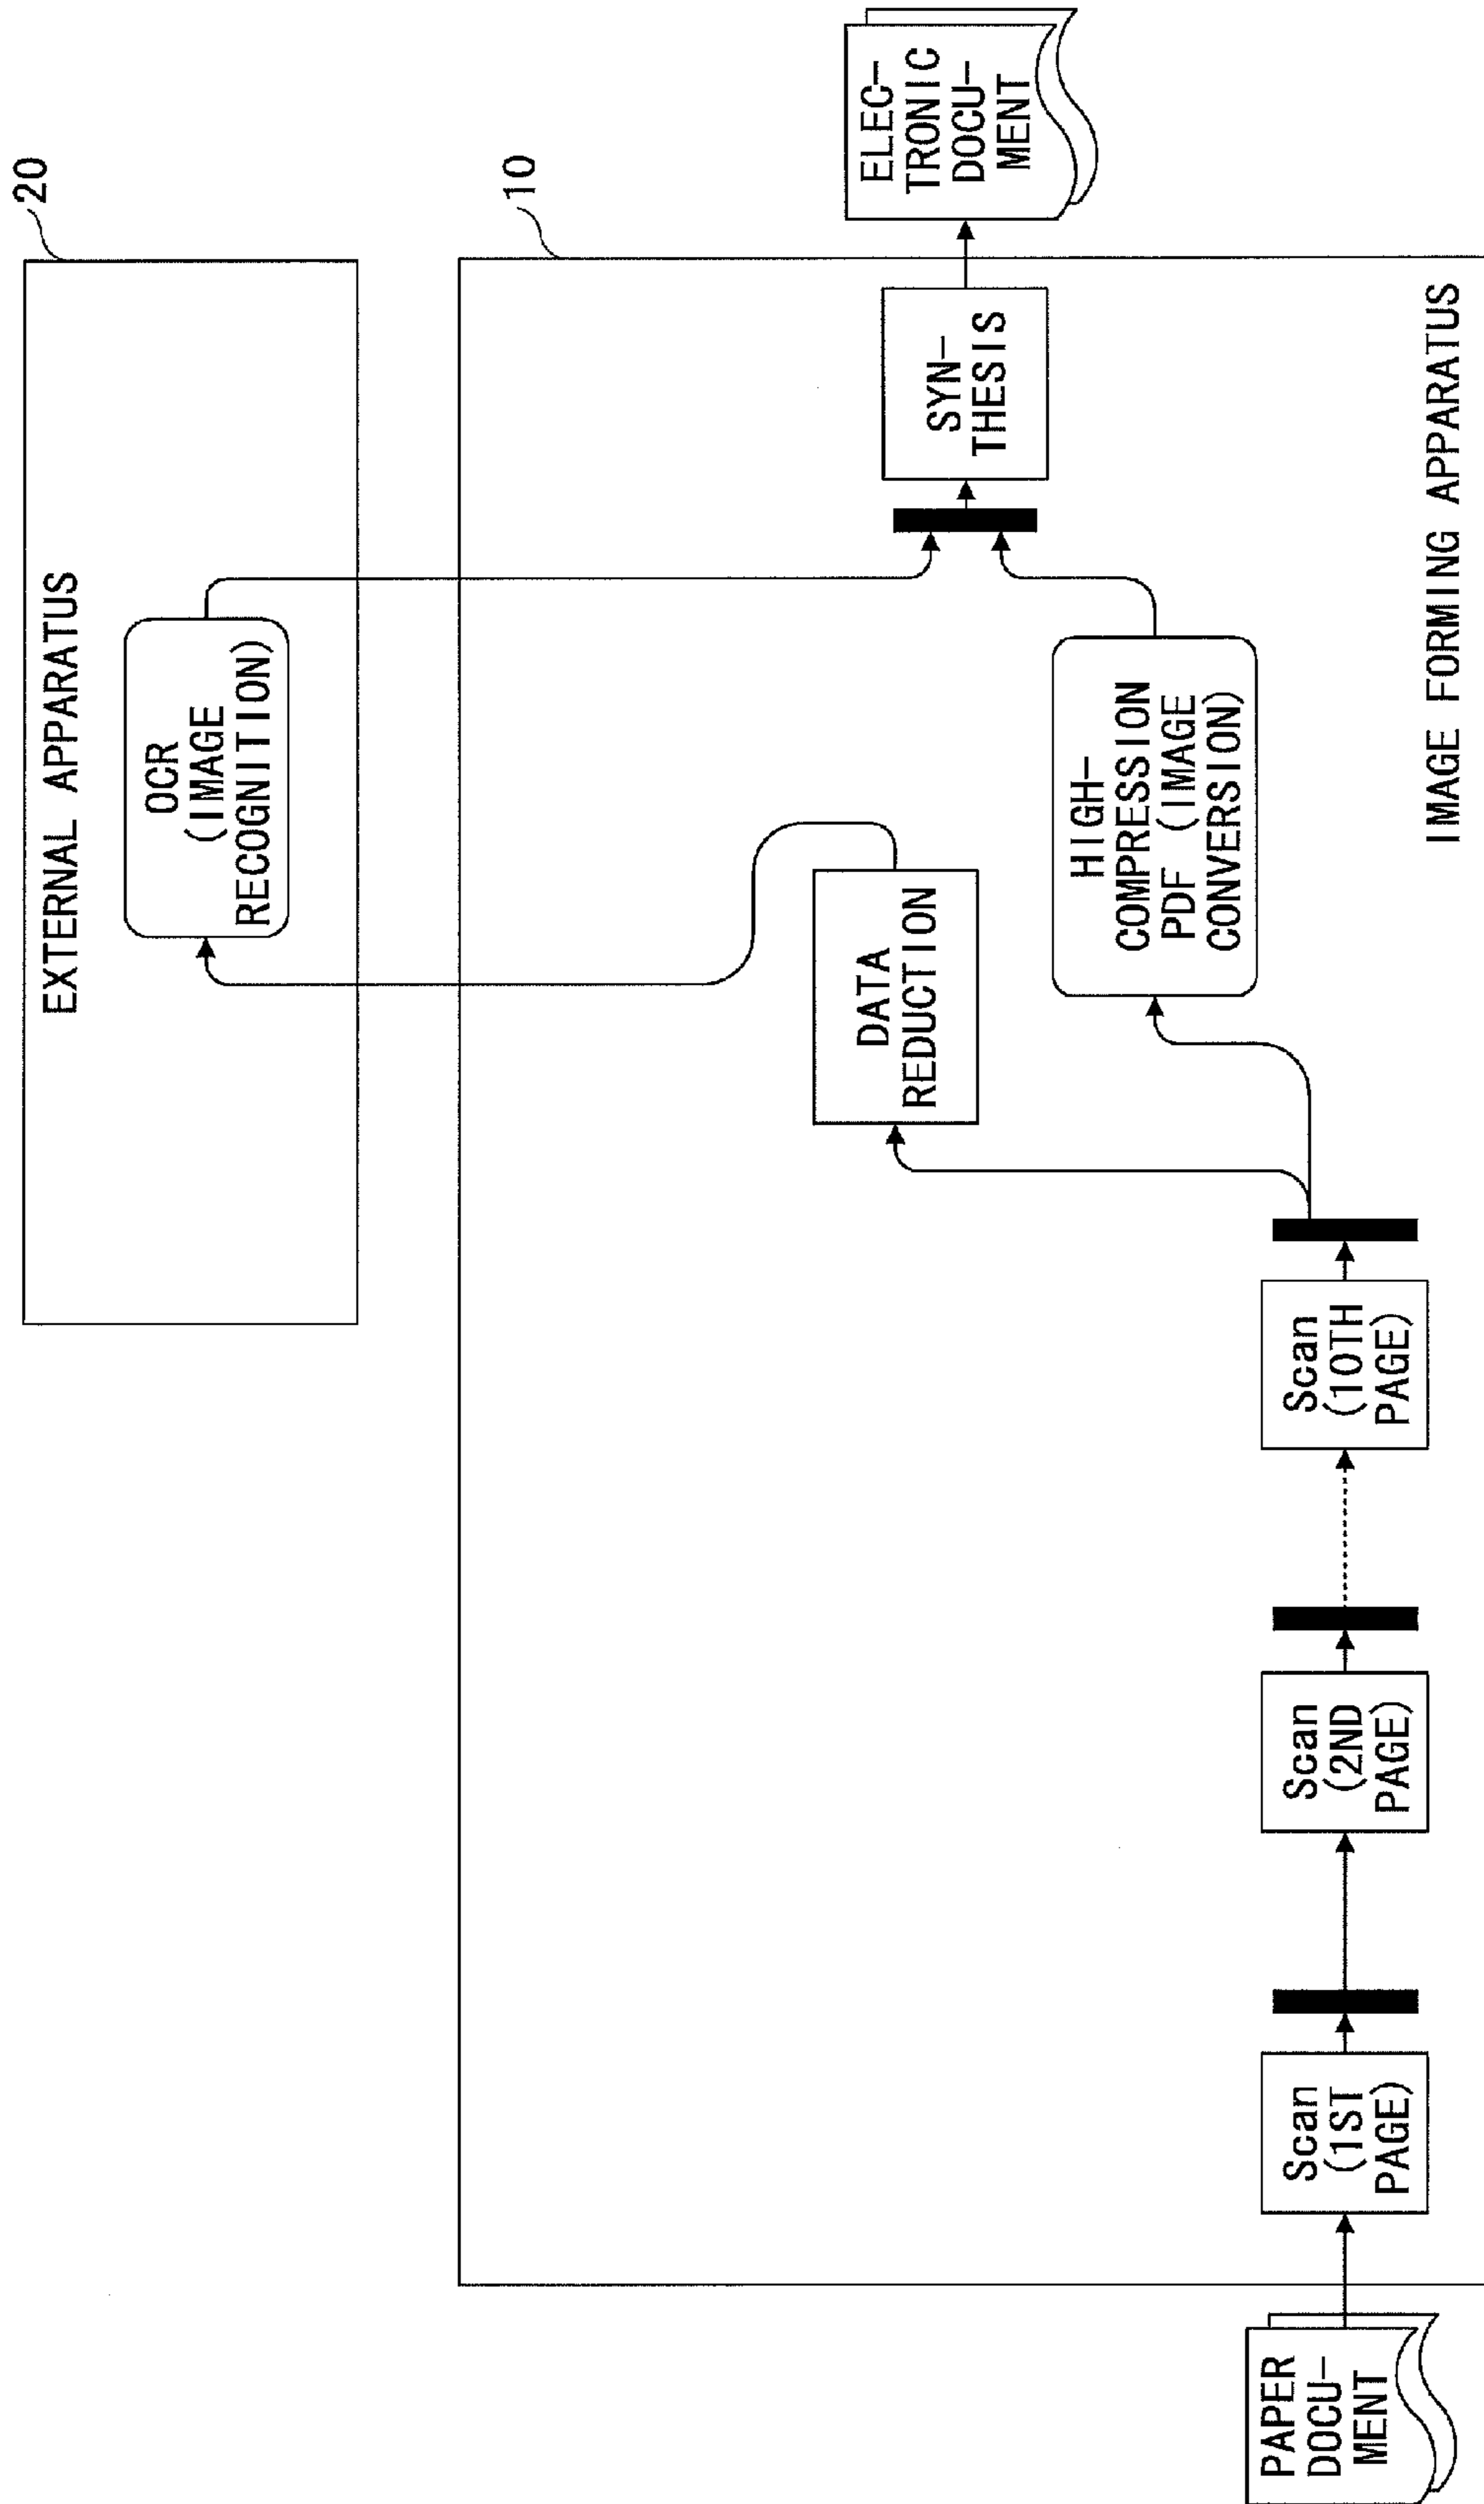 20
EXTERNAL APPARATUS
OCR
(IMAGE
RECOGNITION)
10
ELEC-
TRONIC
DOCU-
MENT
SYN-
THESIS
DATA
REDUCTION
HIGH-
COMPRESSION
PDF (IMAGE
CONVERSION)
PAPER
DOCU-
MENT
Scan
(1ST
PAGE)
Scan
(2ND
PAGE)
Scan
(10TH
PAGE)
IMAGE FORMING APPARATUS